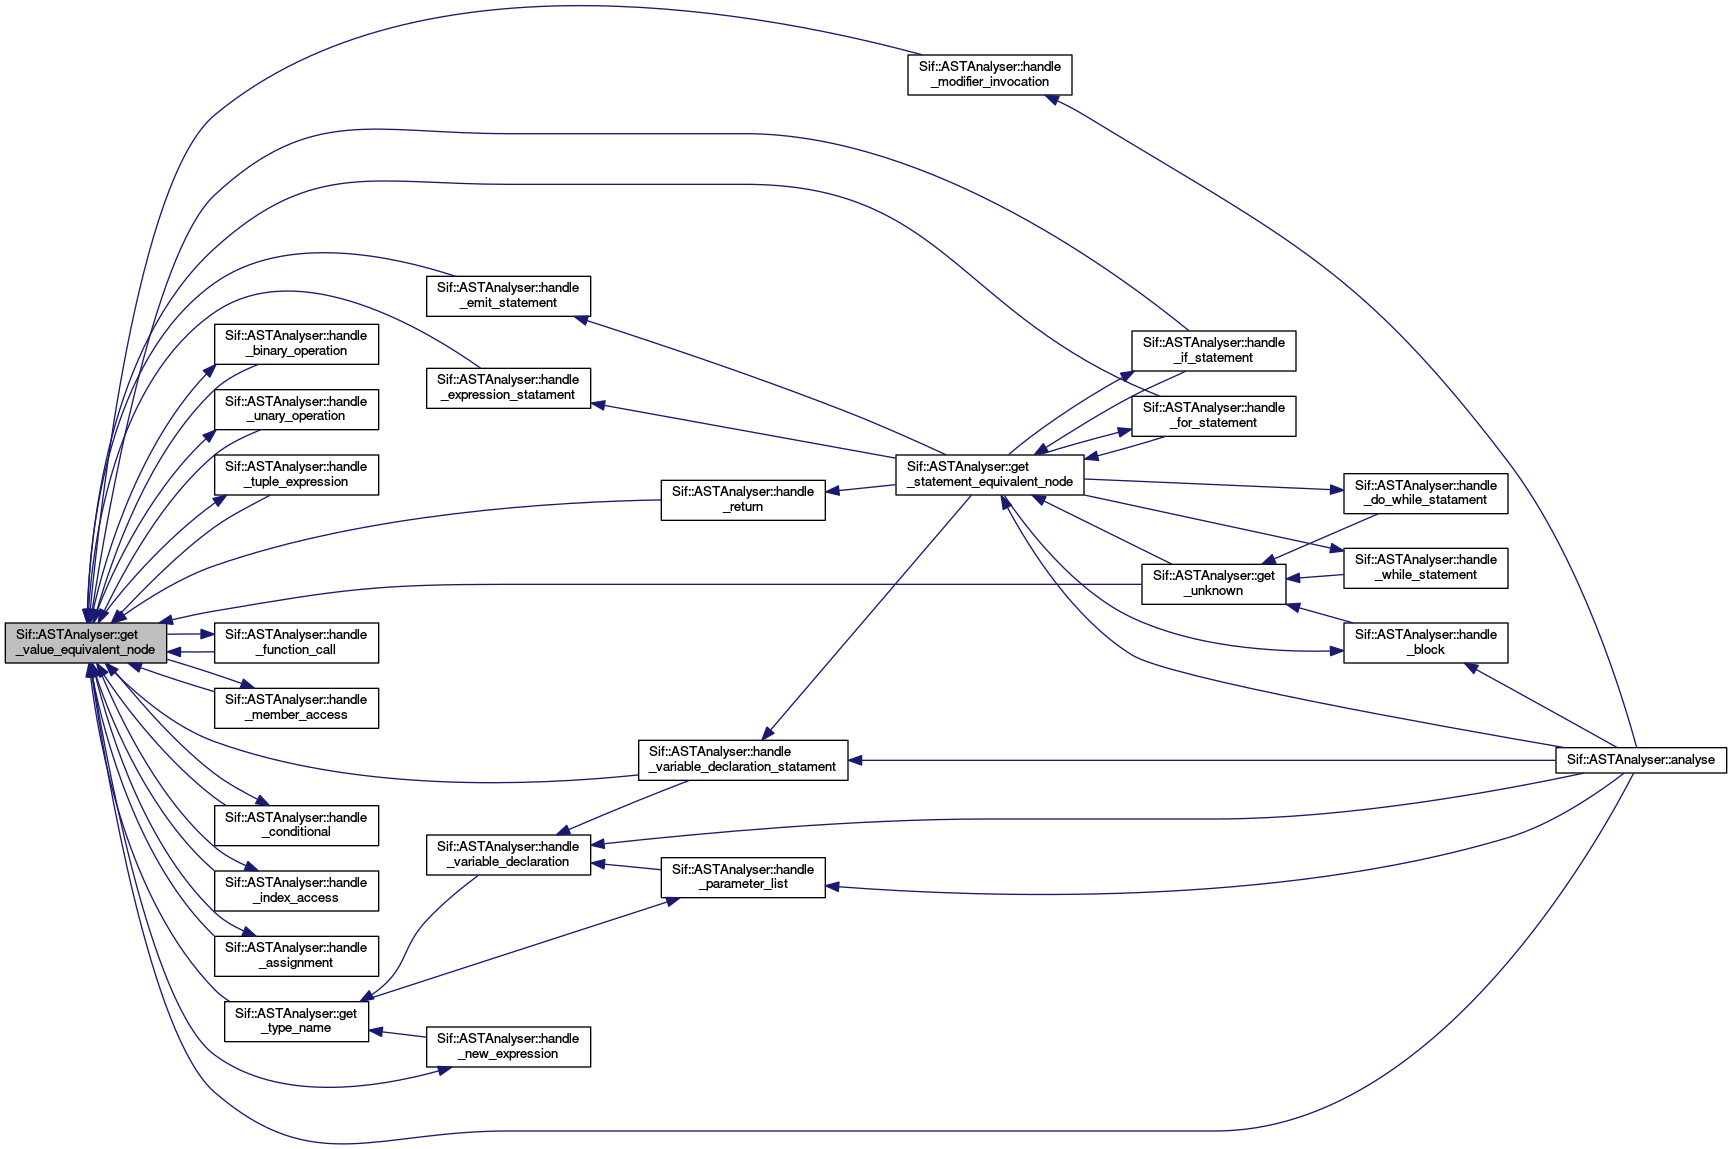 Sif::ASTAnalyser::handle
_modifier_invocation
Sif::ASTAnalyser::handle
_emit_statement
Sif::ASTAnalyser::handle
_binary_operation
Sif::ASTAnalyser::handle
_if_statement
Sif::ASTAnalyser::handle
_expression_statament
Sif::ASTAnalyser::handle
_unary_operation
Sif::ASTAnalyser::handle
_for_statement
Sif::ASTAnalyser::handle
_tuple_expression
Sif::ASTAnalyser::get
_statement_equivalent_node
Sif::ASTAnalyser::handle
_return
Sif::ASTAnalyser::handle
_do_while_statament
Sif::ASTAnalyser::handle
_while_statement
Sif::ASTAnalyser::get
_unknown
Sif::ASTAnalyser::get
_value_equivalent_node
Sif::ASTAnalyser::handle
_function_call
Sif::ASTAnalyser::handle
_block
Sif::ASTAnalyser::handle
_member_access
Sif::ASTAnalyser::handle
_variable_declaration_statament
Sif::ASTAnalyser::analyse
Sif::ASTAnalyser::handle
_conditional
Sif::ASTAnalyser::handle
_variable_declaration
Sif::ASTAnalyser::handle
_parameter_list
Sif::ASTAnalyser::handle
_index_access
Sif::ASTAnalyser::handle
_assignment
Sif::ASTAnalyser::get
_type_name
Sif::ASTAnalyser::handle
_new_expression